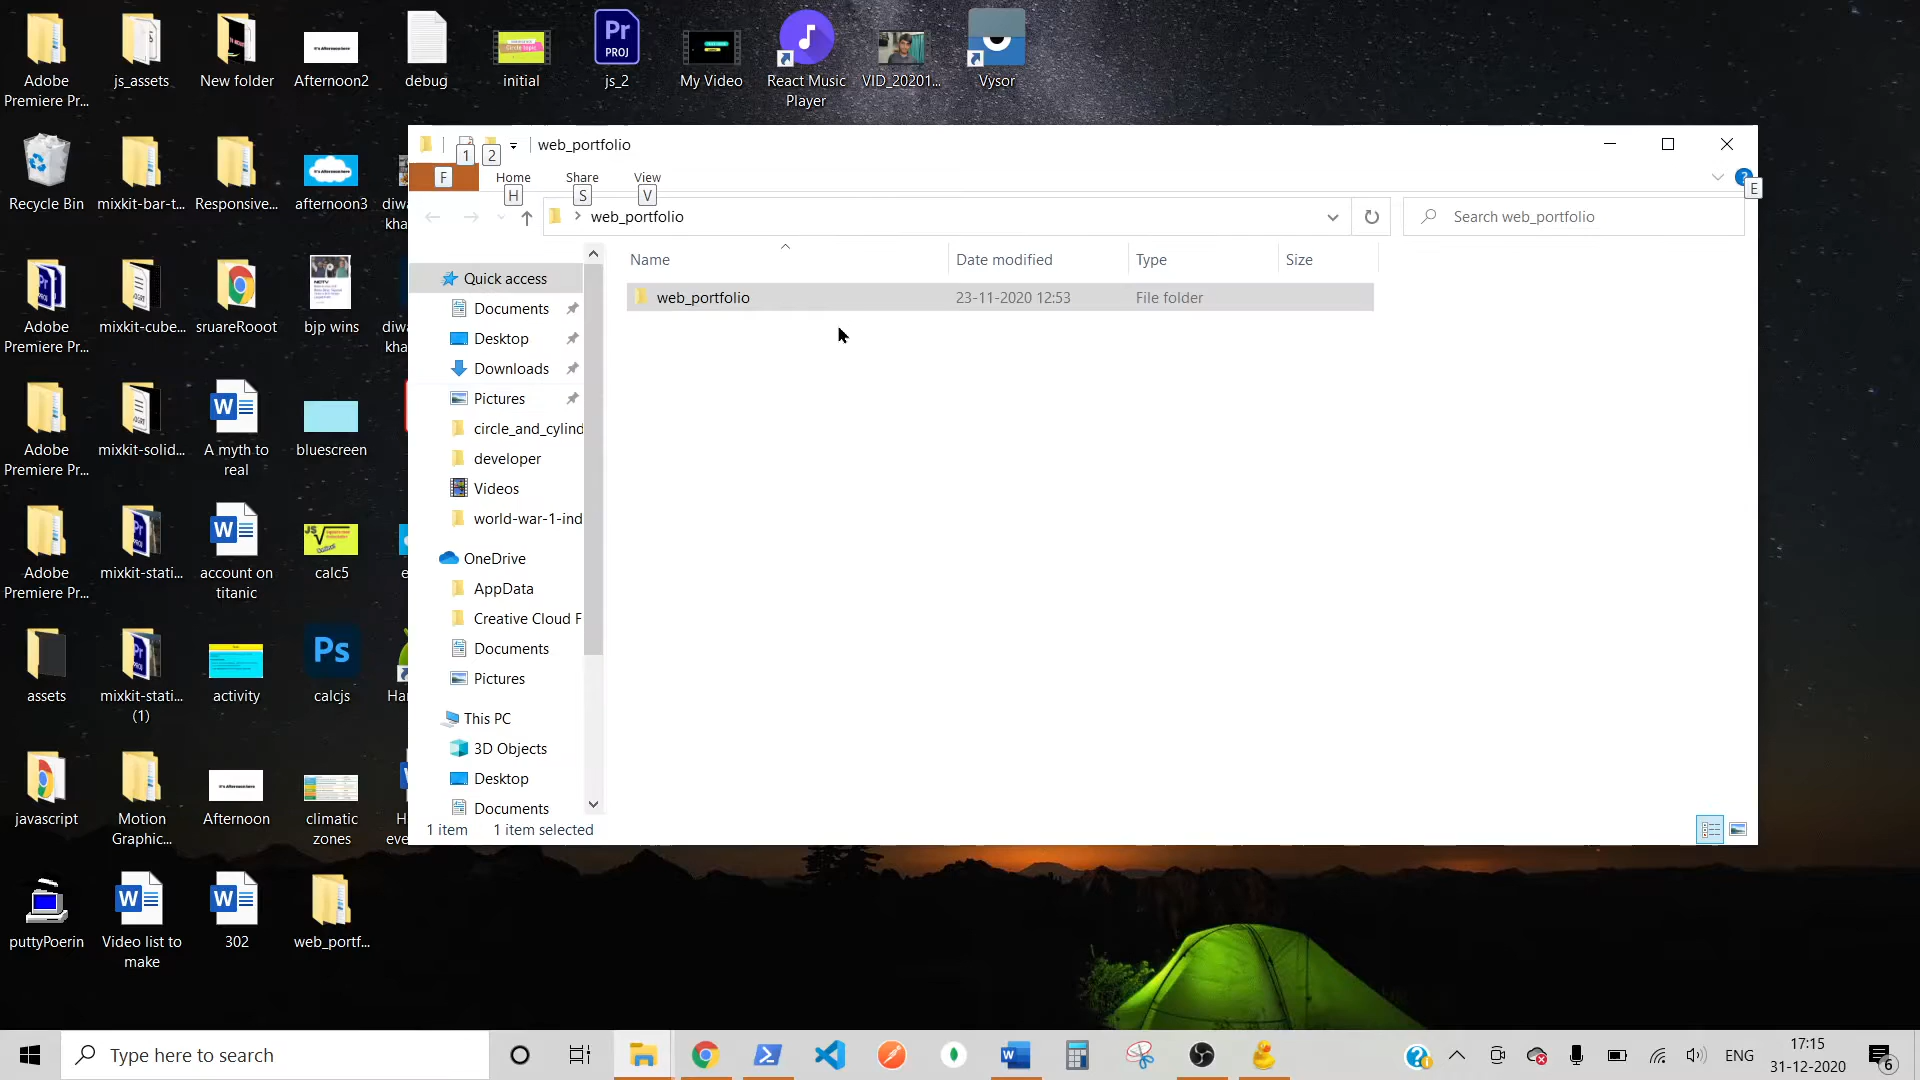 Adobe
Premiere Pr...
js_assets
New folder
Afternoon2
debug
initial
Pr
PROJ
js_2
My Video
React Music
Player
VID_20201...
Vysor
Recycle Bin
mixkit-bar-t...
Responsive...
afternoon3
Adobe
Premiere Pr...
mixkit-cube...
sruareRooot
bjp wins
Adobe
Premiere Pr...
mixkit-solid...
A myth to
real
bluescreen
Adobe
Premiere Pr...
mixkit-stati...
account on
titanic
calc5
assets
mixkit-stati...
(1)
activity
Ps
calcjs
javascript
Motion
Graphic...
Afternoon
climatic
zones
puttyPoerin
Video list to
make
302
web_portf...
1
2
web_portfolio
F
Home
H
Share
S
View
V
?
E
web_portfolio
Search web_portfolio
Name
Date modified
Type
Size
web_portfolio
23-11-2020 12:53
File folder
Quick access
Documents
Desktop
Downloads
Pictures
circle_and_cylind
developer
Videos
world-war-1-ind
OneDrive
AppData
Creative Cloud F
Documents
Pictures
This PC
3D Objects
Desktop
Documents
1 item
1 item selected
Type here to search
ENG
17:15
31-12-2020
6